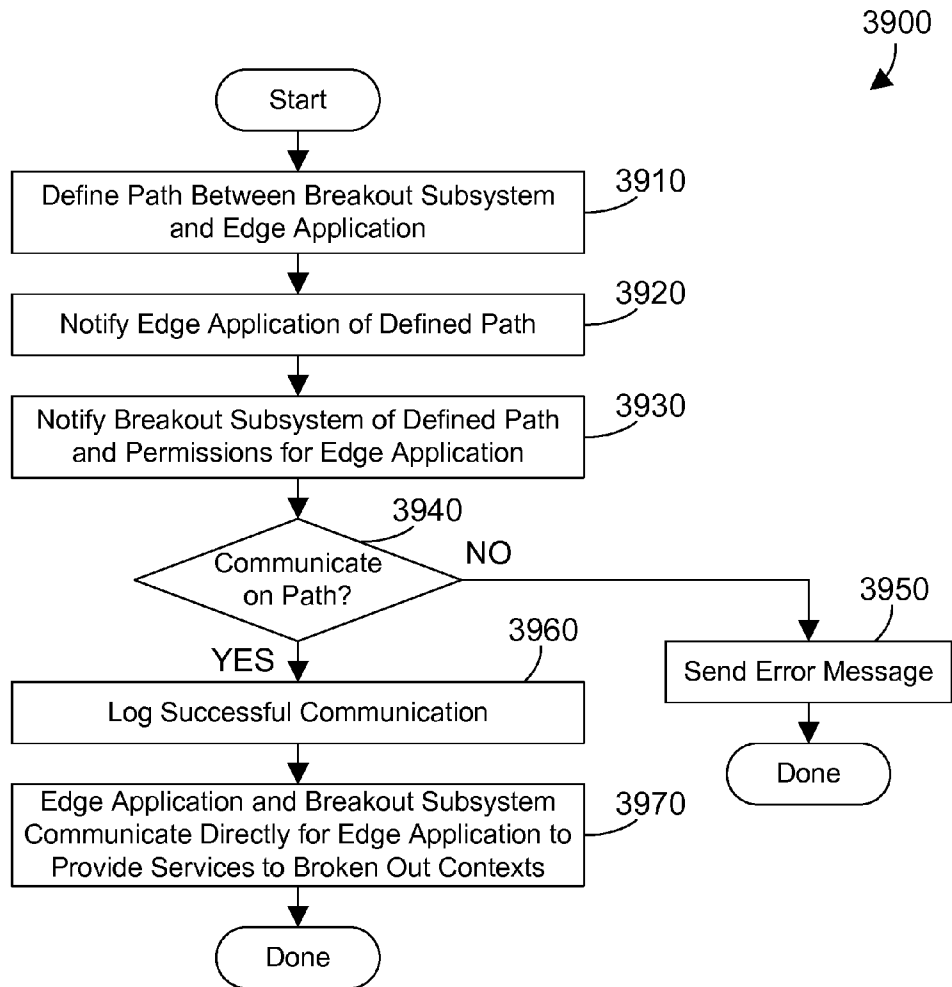 3900
Start
Define Path Between Breakout Subsystem
and Edge Application
3910
Notify Edge Application of Defined Path
3920
Notify Breakout Subsystem of Defined Path
and Permissions for Edge Application
3930
Communicate
on Path?
3940
NO
YES
3950
Send Error Message
Done
3960
Log Successful Communication
Edge Application and Breakout Subsystem
Communicate Directly for Edge Application to
Provide Services to Broken Out Contexts
3970
Done